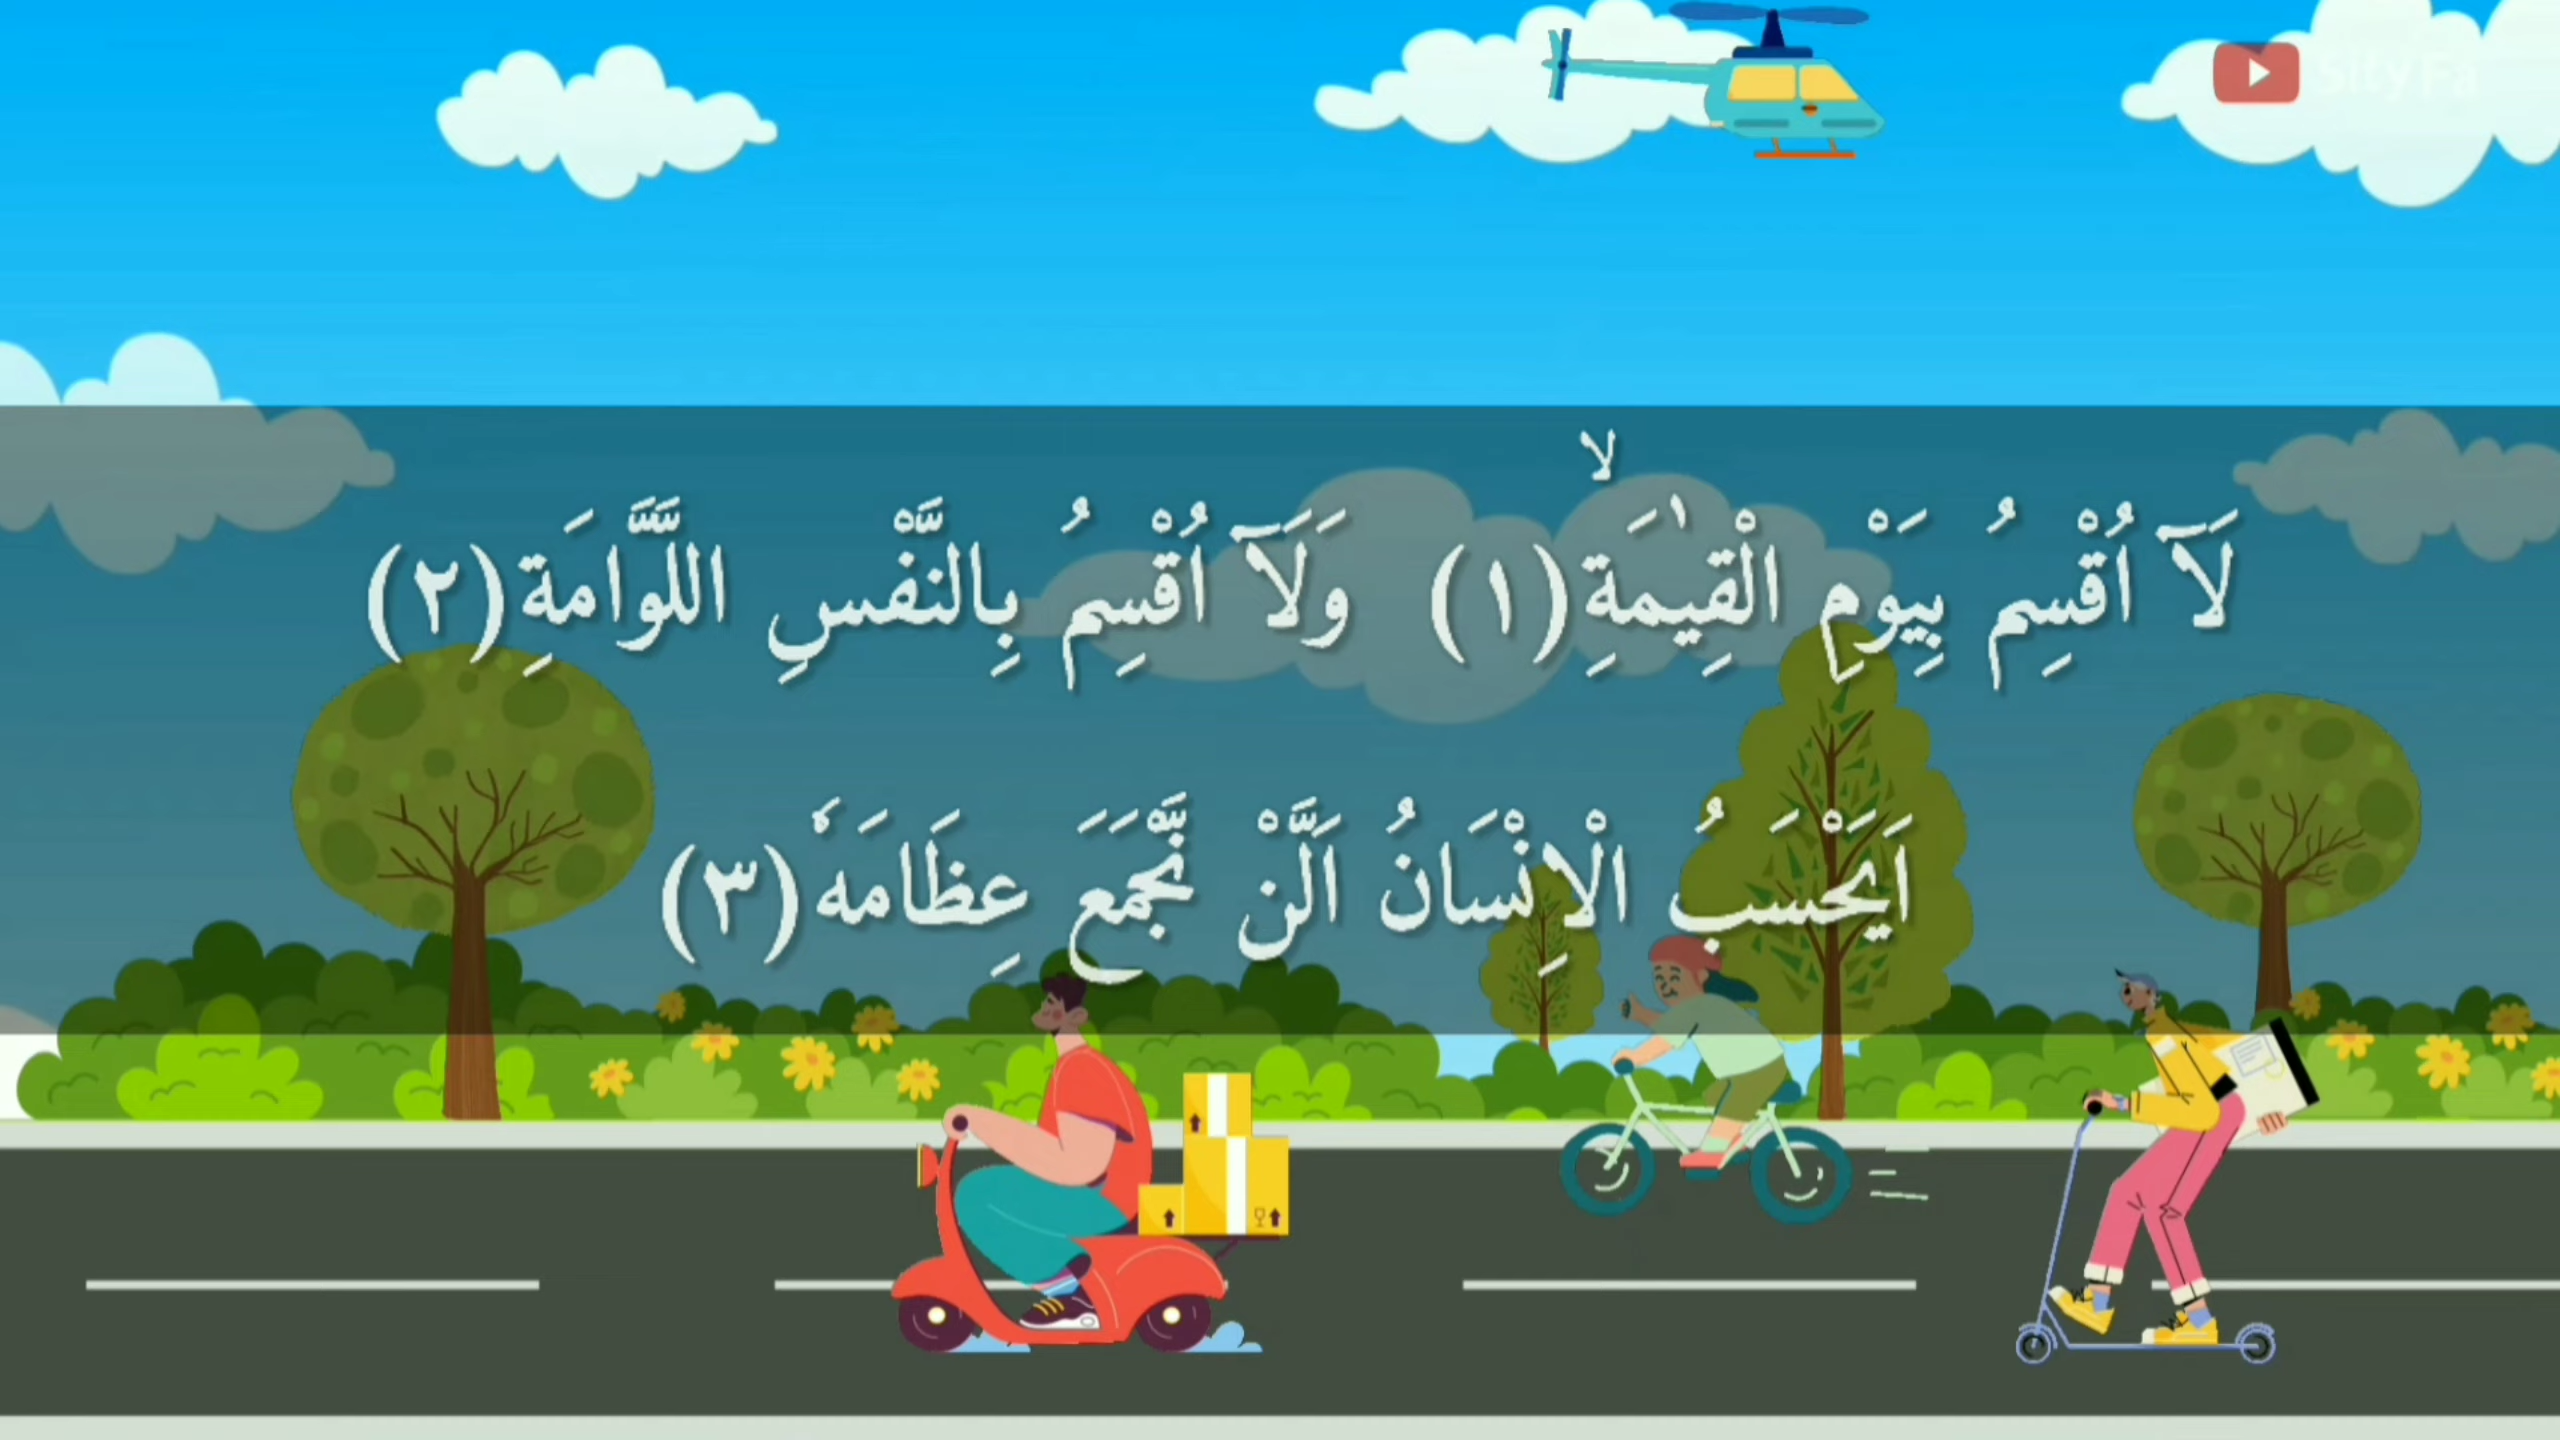 لَآ اُقْسِمُ بِيَوْمِ الْقِيٰمَةِۙ (١) وَلَآ اُقْسِمُ بِالنَّفْسِ اللَّوَّامَةِ (٢)
اَيَحْسَبُ الْاِنْسَانُ اَلَّنْ نَّجْمَعَ عِظَامَهٗ (٣)